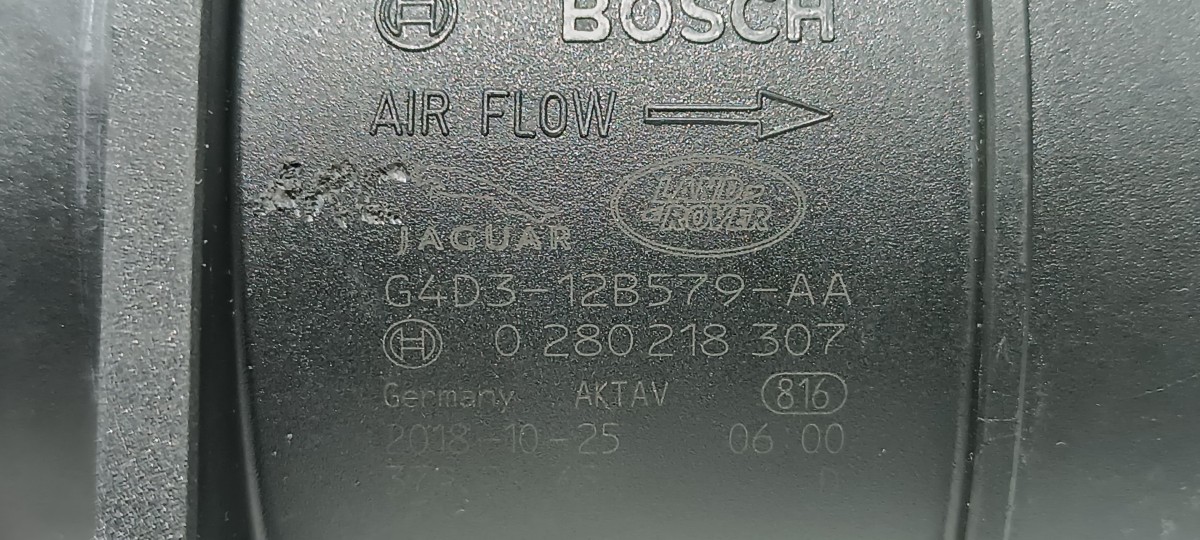 BOSCH
AIR FLOW
JAGUAR
LAND
ROVER
G4D3-12B579-AA
0 280 218 307
Germany AKTAV 816
2018-10-25 06:00